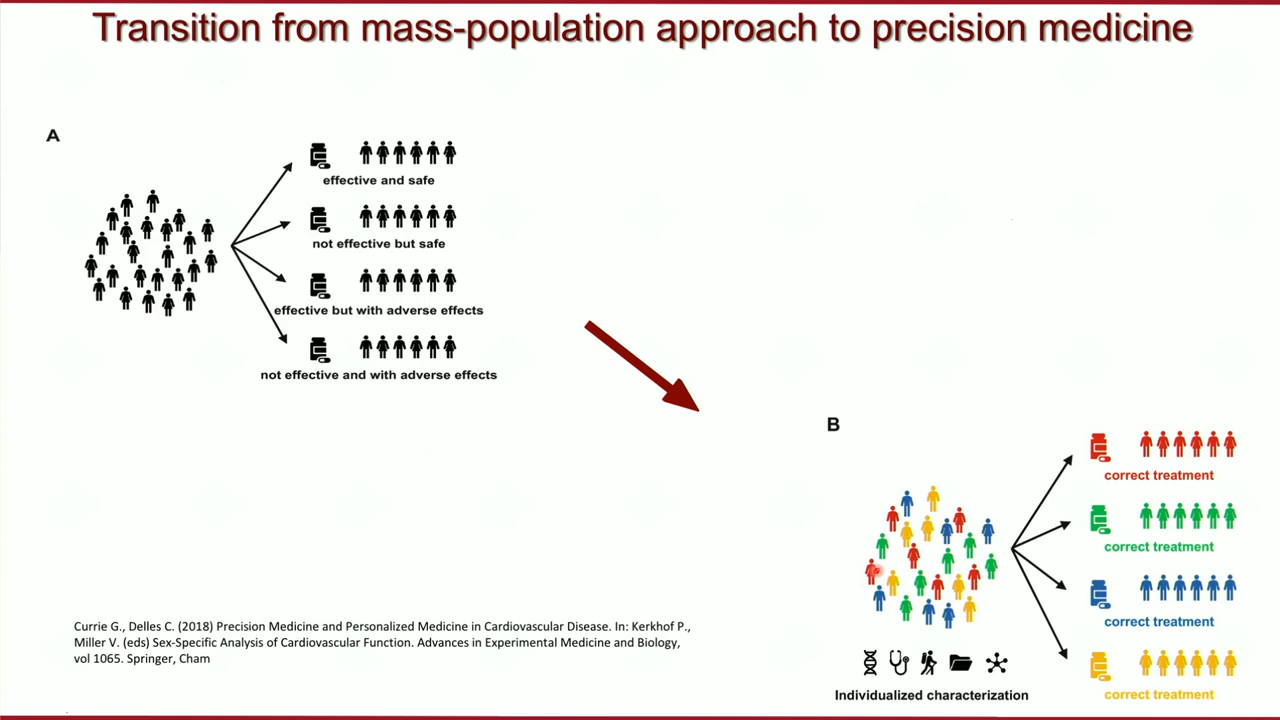 Transition from mass-population approach to precision medicine
A
effective and safe
not effective but safe
effective but with adverse effects
not effective and with adverse effects
B
correct treatment
correct treatment
correct treatment
correct treatment
Individualized characterization
Currie G., Delles C. (2018) Precision Medicine and Personalized Medicine in Cardiovascular Disease. In: Kerkhof P.,
Miller V. (eds) Sex-Specific Analysis of Cardiovascular Function. Advances in Experimental Medicine and Biology,
vol 1065. Springer, Cham